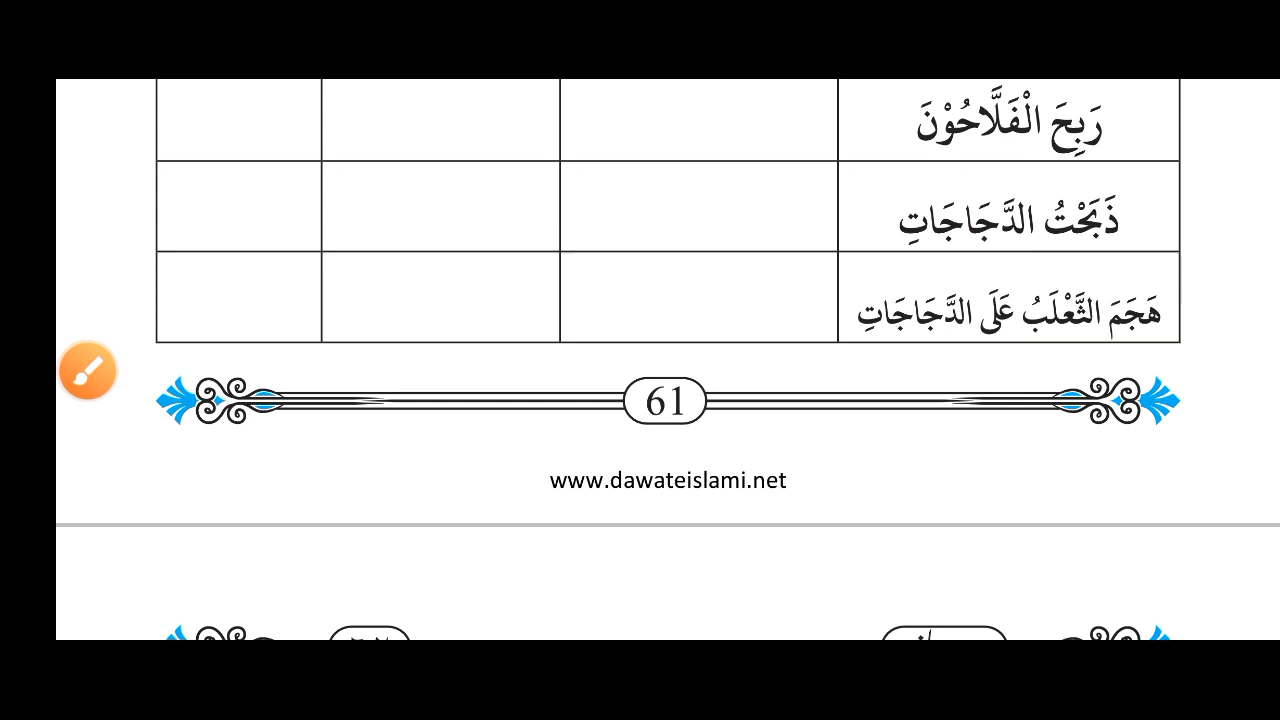 رَبِحَ الْفَلَّاحُوْنَ
ذَبَحْتُ الدَّجَاجَاتِ
هَجَمَ الثَّعْلَبُ عَلَى الدَّجَاجَاتِ
61
www.dawateislami.net